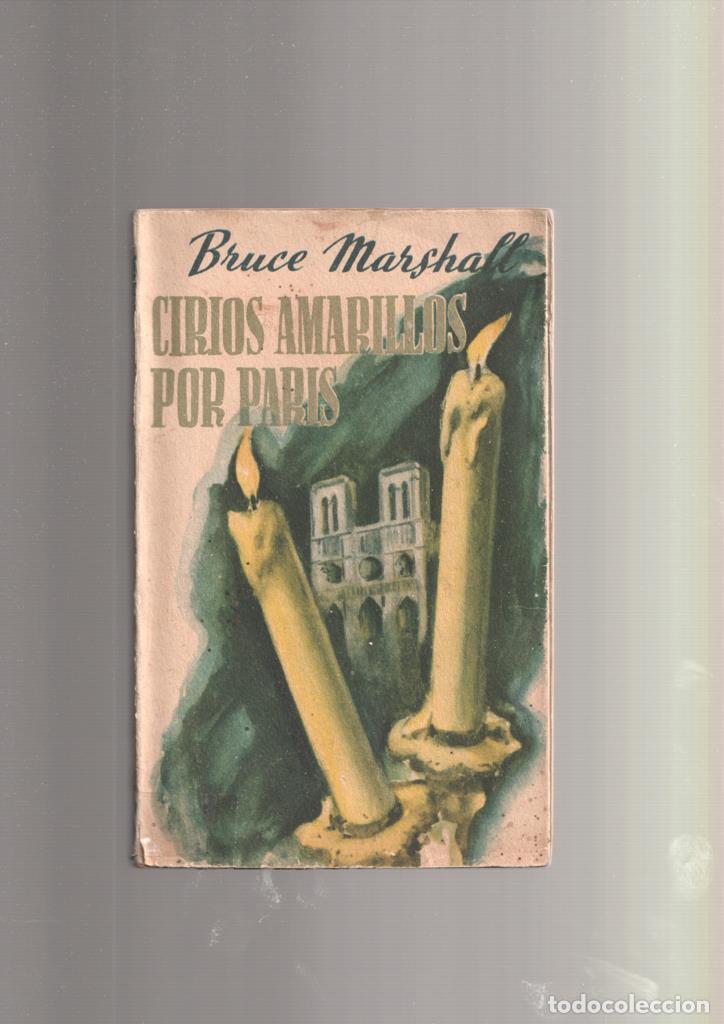 Bruce Marshall
CIRIOS AMARILLOS
POR PARIS
todocoleccion